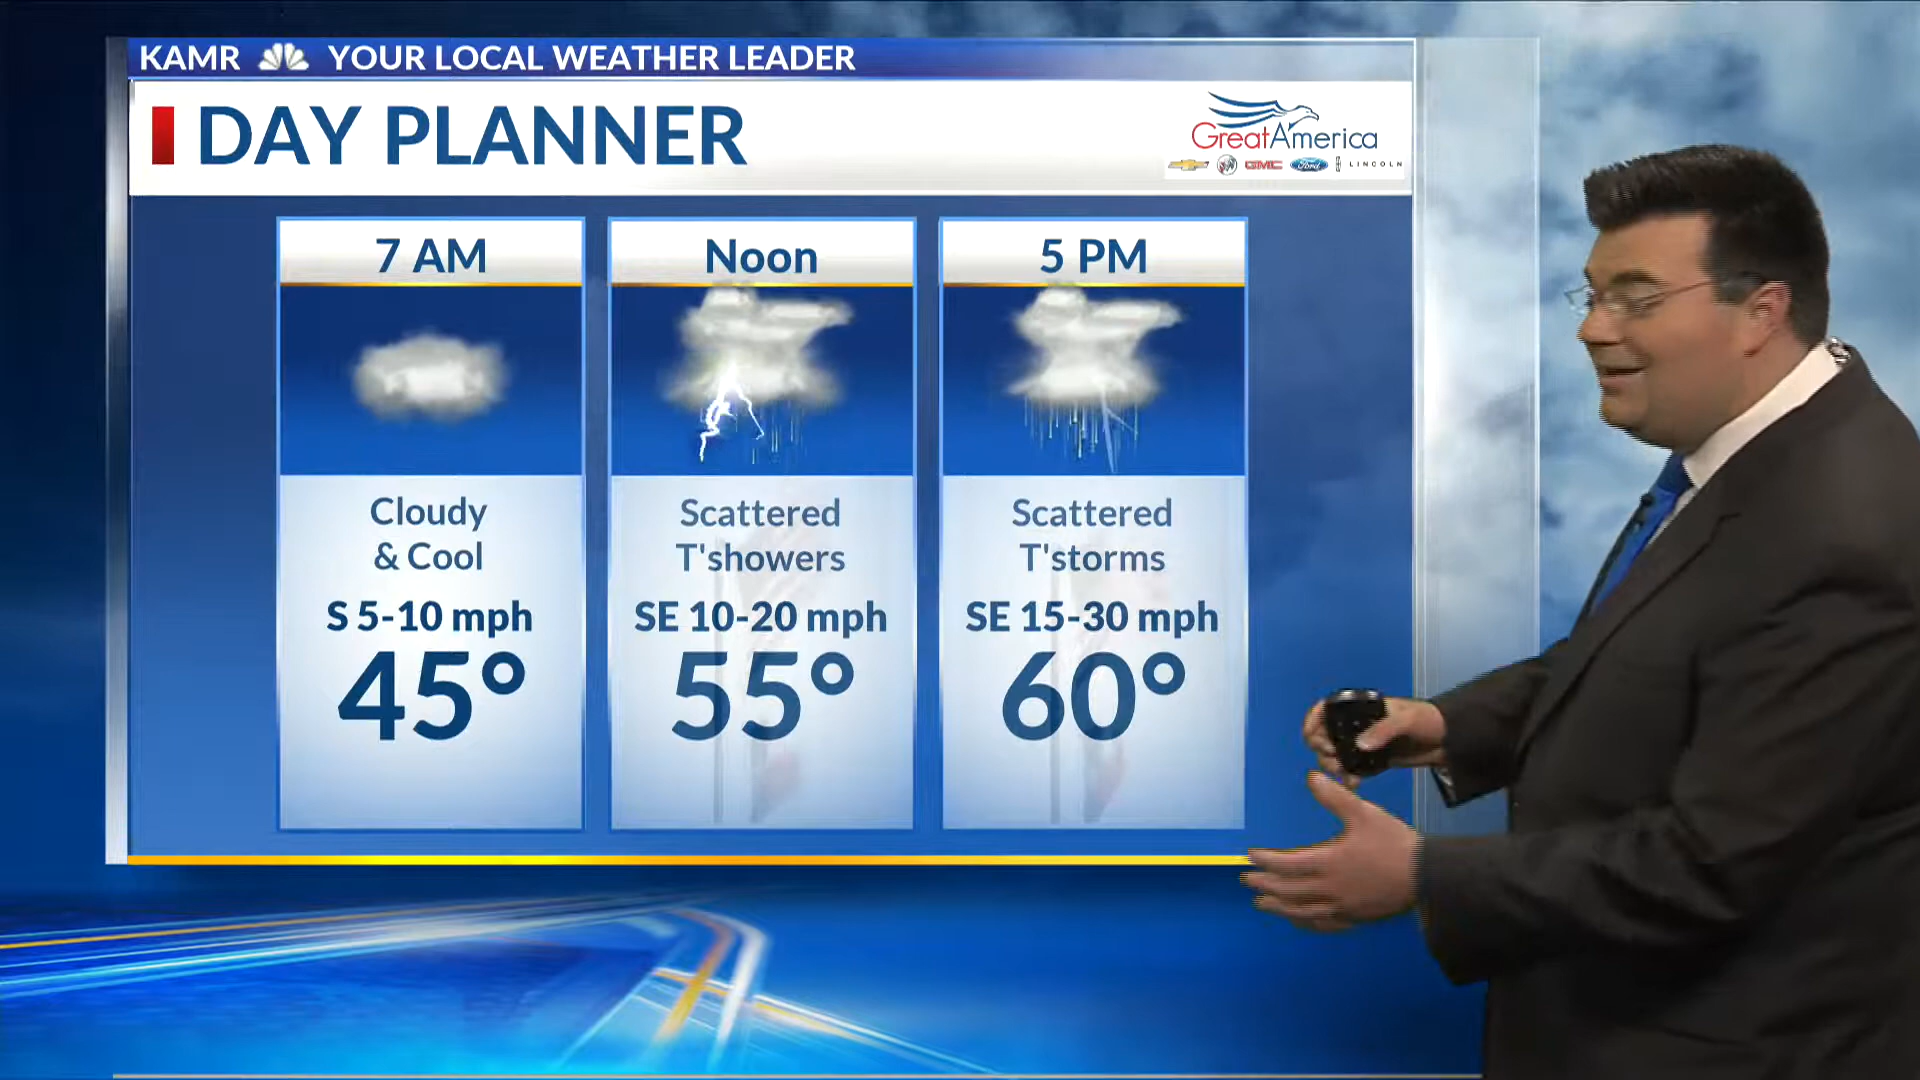 KAMR YOUR LOCAL WEATHER LEADER
DAY PLANNER
GreatAmerica
GMC Ford LINCOLN
7 AM
Cloudy
& Cool
S 5-10 mph
45°
Noon
Scattered
T'showers
SE 10-20 mph
55°
5 PM
Scattered
T'storms
SE 15-30 mph
60°